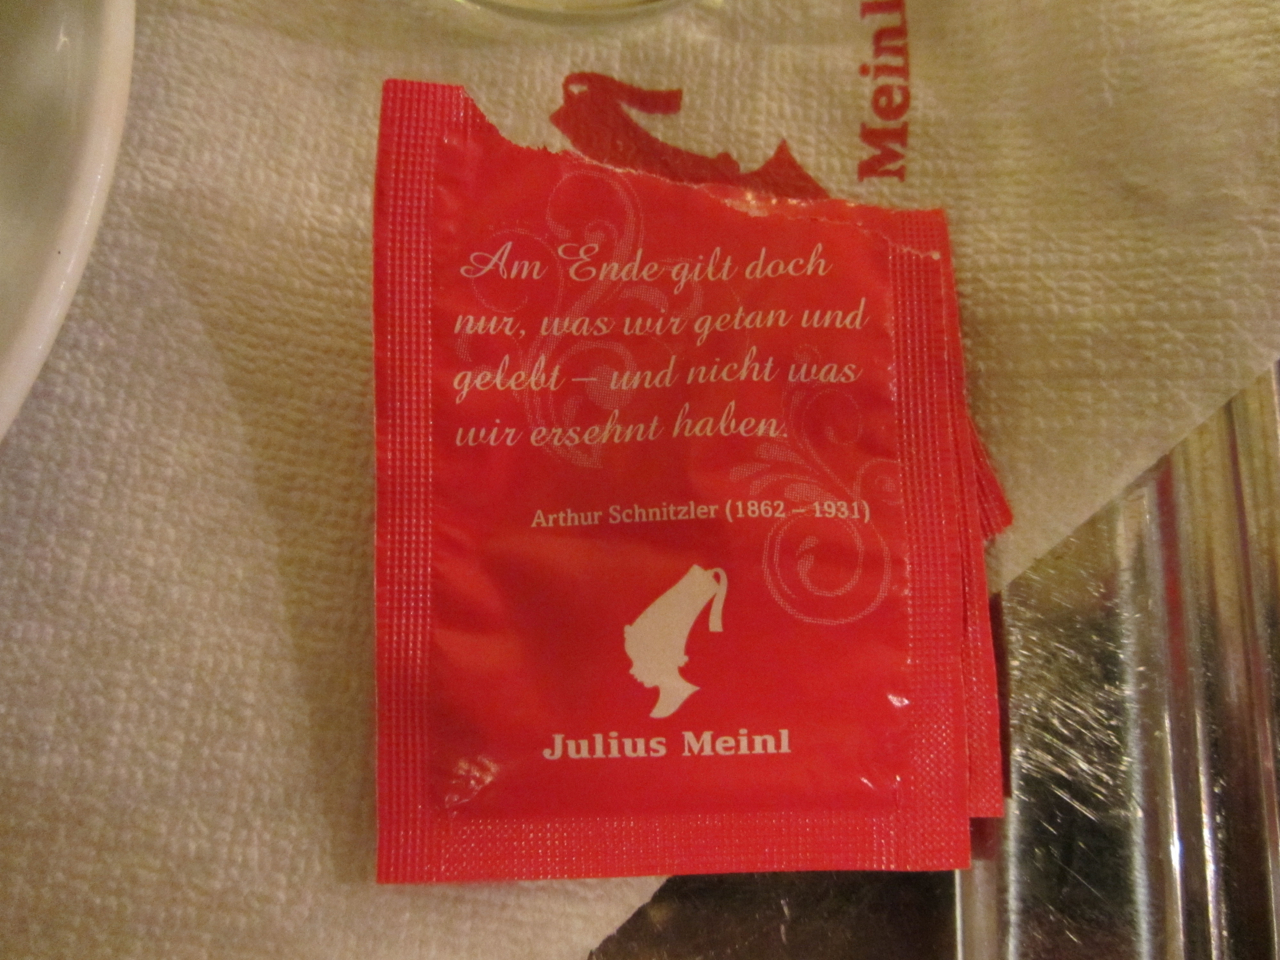 Meinl
Am Ende gilt doch
nur, was wir getan und
gelebt – und nicht was
wir ersehnt haben.
Arthur Schnitzler (1862 – 1931)
Julius Meinl